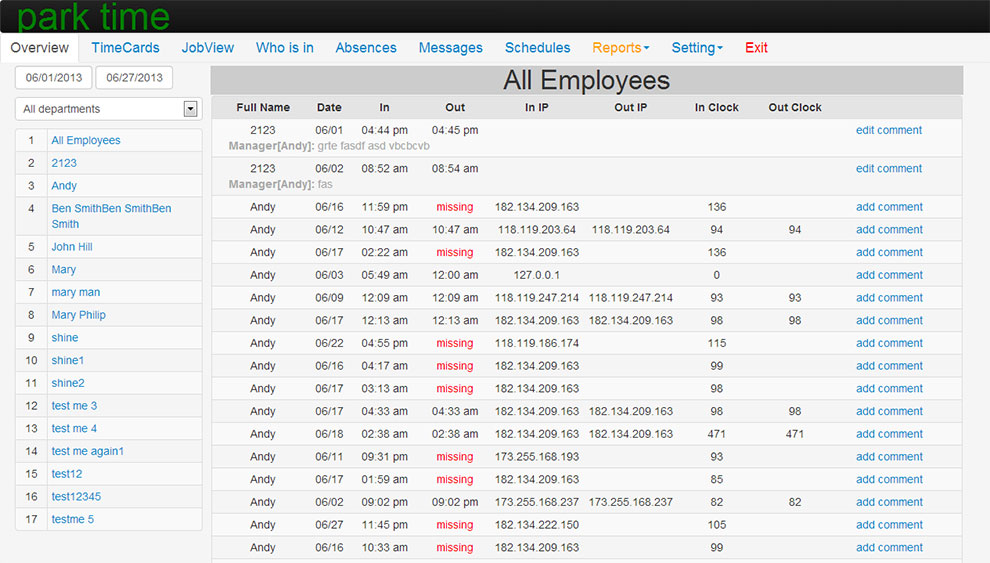 park time
Overview TimeCards JobView Who is in Absences Messages Schedules Reports Setting Exit
06/01/2013 06/27/2013
All departments
1 All Employees
2 2123
3 Andy
4 Ben SmithBen SmithBen
Smith
5 John Hill
6 Mary
7 mary man
8 Mary Philip
9 shine
10 shine1
11 shine2
12 test me 3
13 test me 4
14 test me again1
15 test12
16 test12345
17 testme 5
All Employees
Full Name Date In Out In IP Out IP In Clock Out Clock
2123 06/01 04:44 pm 04:45 pm edit comment
Manager[Andy]: grte fasdf asd vbcbcvb
2123 06/02 08:52 am 08:54 am edit comment
Manager[Andy]: fas
Andy 06/16 11:59 pm missing 182.134.209.163 136 add comment
Andy 06/12 10:47 am 10:47 am 118.119.203.64 118.119.203.64 94 94 add comment
Andy 06/17 02:22 am missing 182.134.209.163 136 add comment
Andy 06/03 05:49 am 12:00 am 127.0.0.1 0 add comment
Andy 06/09 12:09 am 12:09 am 118.119.247.214 118.119.247.214 93 93 add comment
Andy 06/17 12:13 am 12:13 am 182.134.209.163 182.134.209.163 98 98 add comment
Andy 06/22 04:55 pm missing 118.119.186.174 115 add comment
Andy 06/16 04:17 am missing 182.134.209.163 99 add comment
Andy 06/17 03:13 am missing 182.134.209.163 98 add comment
Andy 06/17 04:33 am 04:33 am 182.134.209.163 182.134.209.163 98 98 add comment
Andy 06/18 02:38 am 02:38 am 182.134.209.163 182.134.209.163 471 471 add comment
Andy 06/11 09:31 pm missing 173.255.168.193 93 add comment
Andy 06/17 01:59 am missing 182.134.209.163 85 add comment
Andy 06/02 09:02 pm 09:02 pm 173.255.168.237 173.255.168.237 82 82 add comment
Andy 06/27 11:45 pm missing 182.134.222.150 105 add comment
Andy 06/16 10:33 am missing 182.134.209.163 99 add comment